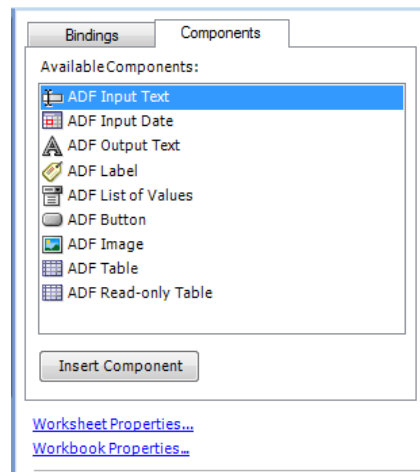 Bindings
Components
AvailableComponents:
ADF Input Text
ADF Input Date
ADF Output Text
ADF Label
ADF List of Values
ADF Button
ADF Image
ADF Table
ADF Read-only Table
Insert Component
Worksheet Properties...
Workbook Properties...